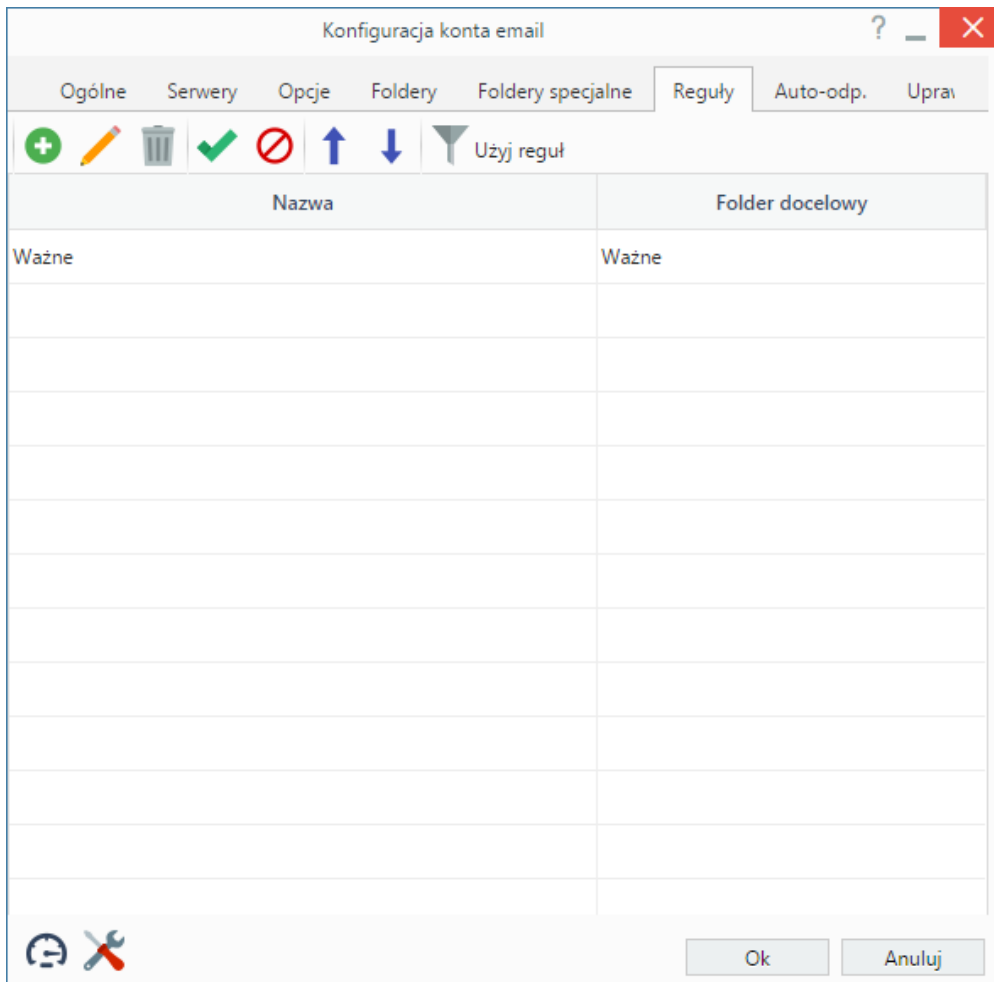 Konfiguracja konta email ?
Ogólne Serwery Opcje Foldery Foldery specjalne Reguły Auto-odp.
Użyj reguł
Nazwa Folder docelowy
Ważne Ważne
Ok Anuluj